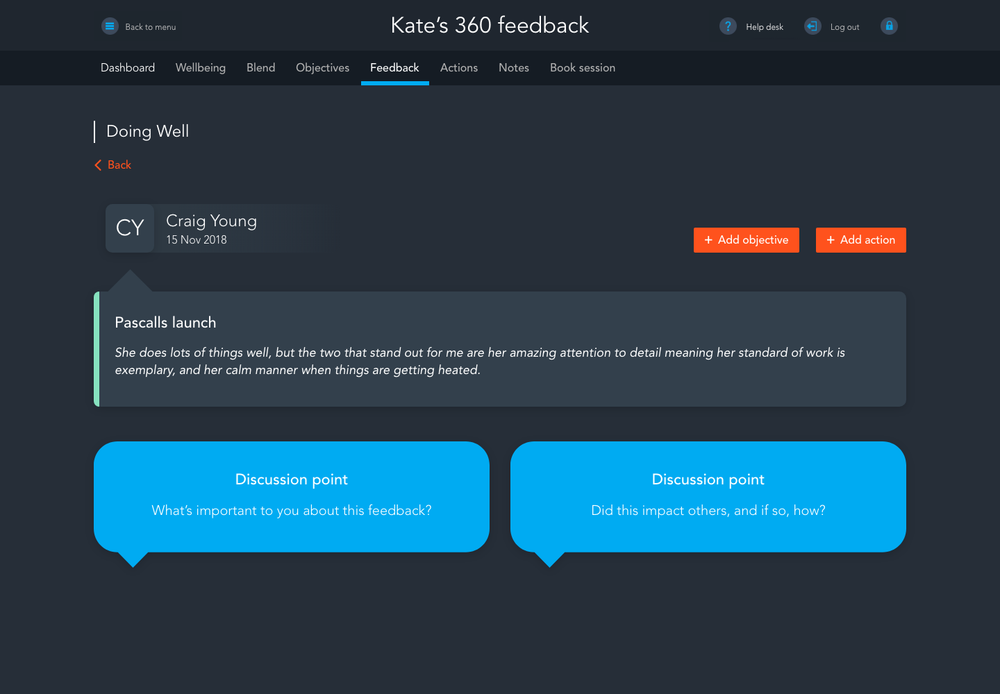 Back to menu
Kate’s 360 feedback
? Help desk
Log out
Dashboard Wellbeing Blend Objectives Feedback Actions Notes Book session
Doing Well
Back
CY
Craig Young
15 Nov 2018
+ Add objective
+ Add action
Pascalls launch
She does lots of things well, but the two that stand out for me are her amazing attention to detail meaning her standard of work is
exemplary, and her calm manner when things are getting heated.
Discussion point
What’s important to you about this feedback?
Discussion point
Did this impact others, and if so, how?